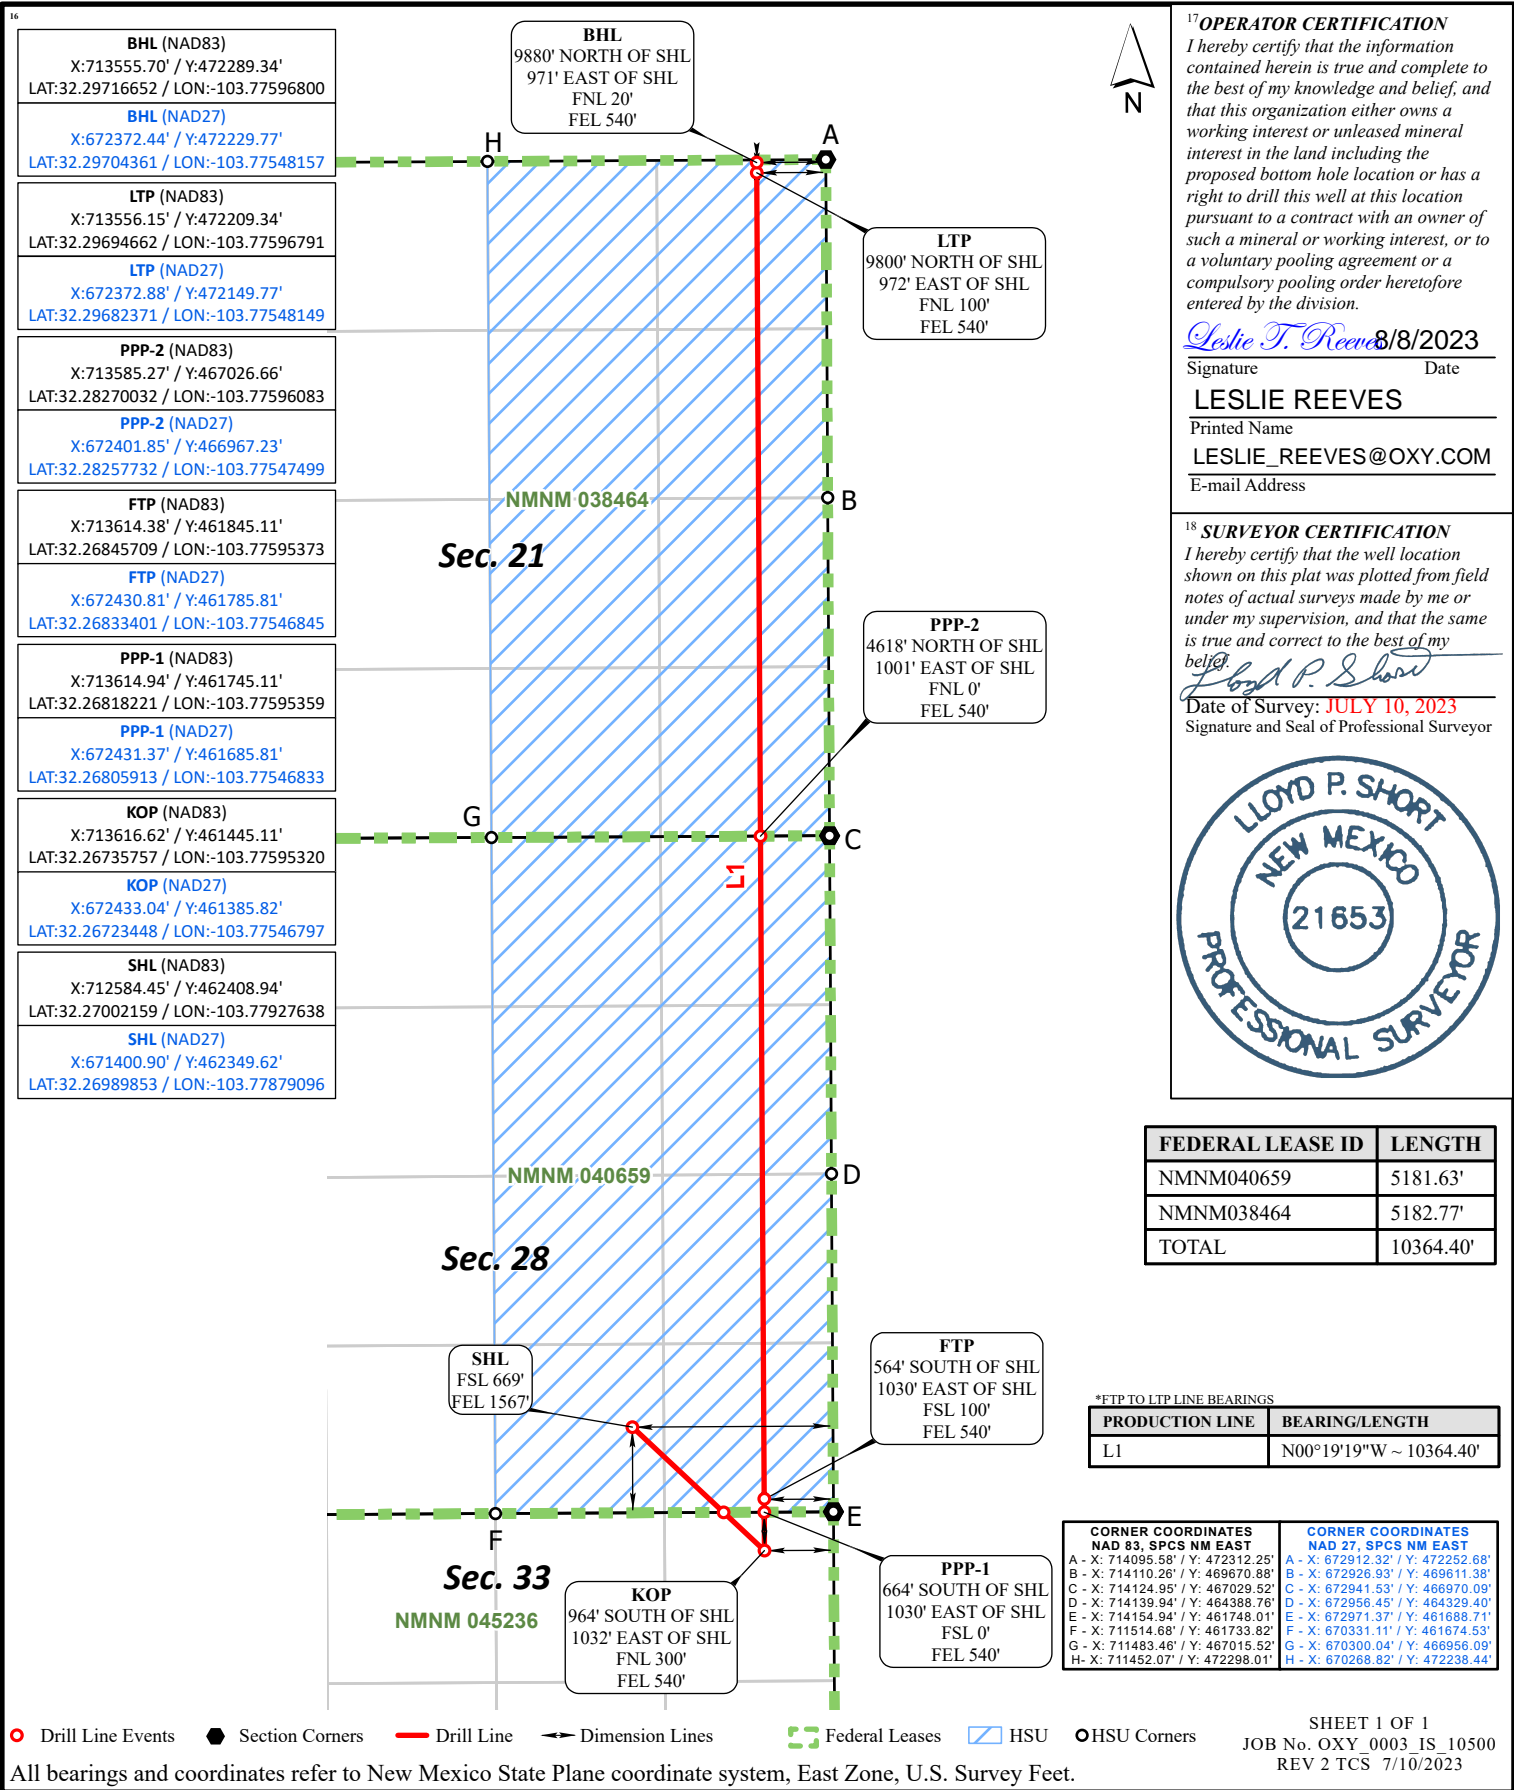 16
BHL (NAD83)
X:713555.70' / Y:472289.34'
LAT:32.29716652 / LON:-103.77596800
BHL (NAD27)
X:672372.44' / Y:472229.77'
LAT:32.29704361 / LON:-103.77548157
LTP (NAD83)
X:713556.15' / Y:472209.34'
LAT:32.29694662 / LON:-103.77596791
LTP (NAD27)
X:672372.88' / Y:472149.77'
LAT:32.29682371 / LON:-103.77548149
PPP-2 (NAD83)
X:713585.27' / Y:467026.66'
LAT:32.28270032 / LON:-103.77596083
PPP-2 (NAD27)
X:672401.85' / Y:466967.23'
LAT:32.28257732 / LON:-103.77547499
FTP (NAD83)
X:713614.38' / Y:461845.11'
LAT:32.26845709 / LON:-103.77595373
FTP (NAD27)
X:672430.81' / Y:461785.81'
LAT:32.26833401 / LON:-103.77546845
PPP-1 (NAD83)
X:713614.94' / Y:461745.11'
LAT:32.26818221 / LON:-103.77595359
PPP-1 (NAD27)
X:672431.37' / Y:461685.81'
LAT:32.26805913 / LON:-103.77546833
KOP (NAD83)
X:713616.62' / Y:461445.11'
LAT:32.26735757 / LON:-103.77595320
KOP (NAD27)
X:672433.04' / Y:461385.82'
LAT:32.26723448 / LON:-103.77546797
SHL (NAD83)
X:712584.45' / Y:462408.94'
LAT:32.27002159 / LON:-103.77927638
SHL (NAD27)
X:671400.90' / Y:462349.62'
LAT:32.26989853 / LON:-103.77879096
BHL
9880' NORTH OF SHL
971' EAST OF SHL
FNL 20'
FEL 540'
N
H
A
LTP
9800' NORTH OF SHL
972' EAST OF SHL
FNL 100'
FEL 540'
NMNM 038464
B
Sec. 21
PPP-2
4618' NORTH OF SHL
1001' EAST OF SHL
FNL 0'
FEL 540'
G
C
L1
NMNM 040659
D
Sec. 28
SHL
FSL 669'
FEL 1567'
FTP
564' SOUTH OF SHL
1030' EAST OF SHL
FSL 100'
FEL 540'
F
E
Sec. 33
NMNM 045236
KOP
964' SOUTH OF SHL
1032' EAST OF SHL
FNL 300'
FEL 540'
PPP-1
664' SOUTH OF SHL
1030' EAST OF SHL
FSL 0'
FEL 540'
17 OPERATOR CERTIFICATION
I hereby certify that the information
contained herein is true and complete to
the best of my knowledge and belief, and
that this organization either owns a
working interest or unleased mineral
interest in the land including the
proposed bottom hole location or has a
right to drill this well at this location
pursuant to a contract with an owner of
such a mineral or working interest, or to
a voluntary pooling agreement or a
compulsory pooling order heretofore
entered by the division.
Leslie T. Reeves 8/8/2023
Signature Date
LESLIE REEVES
Printed Name
LESLIE_REEVES@OXY.COM
E-mail Address
18 SURVEYOR CERTIFICATION
I hereby certify that the well location
shown on this plat was plotted from field
notes of actual surveys made by me or
under my supervision, and that the same
is true and correct to the best of my
belief.
Lloyd P. Short
Date of Survey: JULY 10, 2023
Signature and Seal of Professional Surveyor
LLOYD P. SHORT
NEW MEXICO
21653
PROFESSIONAL SURVEYOR
FEDERAL LEASE ID LENGTH
NMNM040659 5181.63'
NMNM038464 5182.77'
TOTAL 10364.40'
*FTP TO LTP LINE BEARINGS
PRODUCTION LINE BEARING/LENGTH
L1 N00°19'19"W ~ 10364.40'
CORNER COORDINATES
NAD 83, SPCS NM EAST
A - X: 714095.58' / Y: 472312.25'
B - X: 714110.26' / Y: 469670.88'
C - X: 714124.95' / Y: 467029.52'
D - X: 714139.94' / Y: 464388.76'
E - X: 714154.94' / Y: 461748.01'
F - X: 711514.68' / Y: 461733.82'
G - X: 711483.46' / Y: 467015.52'
H- X: 711452.07' / Y: 472298.01'
CORNER COORDINATES
NAD 27, SPCS NM EAST
A - X: 672912.32' / Y: 472252.68'
B - X: 672926.93' / Y: 469611.38'
C - X: 672941.53' / Y: 466970.09'
D - X: 672956.45' / Y: 464329.40'
E - X: 672971.37' / Y: 461688.71'
F - X: 670331.11' / Y: 461674.53'
G - X: 670300.04' / Y: 466956.09'
H - X: 670268.82' / Y: 472238.44'
Drill Line Events Section Corners Drill Line Dimension Lines Federal Leases HSU HSU Corners
SHEET 1 OF 1
JOB No. OXY_0003_IS_10500
REV 2 TCS 7/10/2023
All bearings and coordinates refer to New Mexico State Plane coordinate system, East Zone, U.S. Survey Feet.